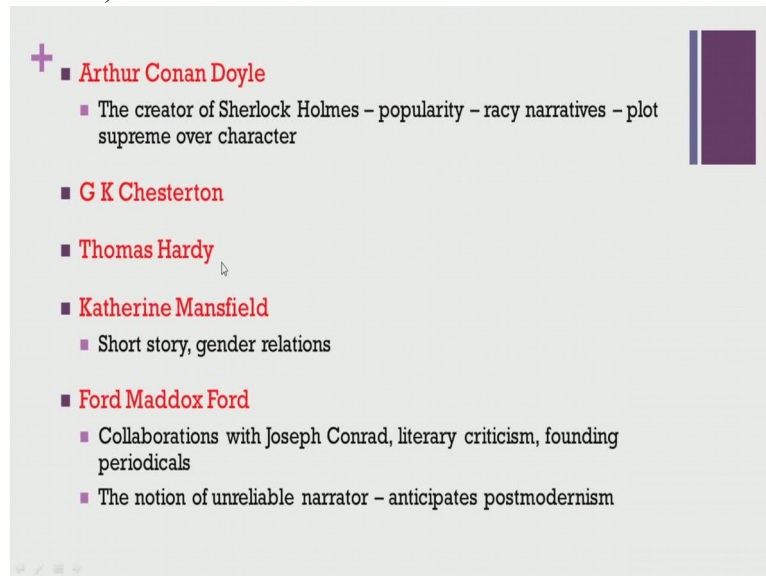 Arthur Conan Doyle
The creator of Sherlock Holmes – popularity – racy narratives – plot
supreme over character
G K Chesterton
Thomas Hardy
Katherine Mansfield
Short story, gender relations
Ford Maddox Ford
Collaborations with Joseph Conrad, literary criticism, founding
periodicals
The notion of unreliable narrator – anticipates postmodernism